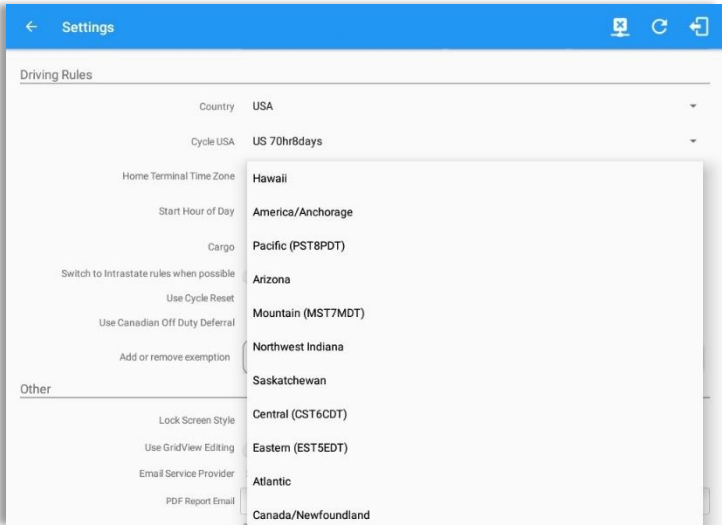 Settings
Driving Rules
Country USA
Cycle USA US 70hr8days
Home Terminal Time Zone Hawaii
Start Hour of Day America/Anchorage
Cargo Pacific (PST8PDT)
Switch to Intrastate rules when possible Arizona
Use Cycle Reset
Use Canadian Off Duty Deferral Mountain (MST7MDT)
Add or remove exemption Northwest Indiana
Other Saskatchewan
Lock Screen Style Central (CST6CDT)
Use GridView Editing Eastern (EST5EDT)
Email Service Provider Atlantic
PDF Report Email Canada/Newfoundland